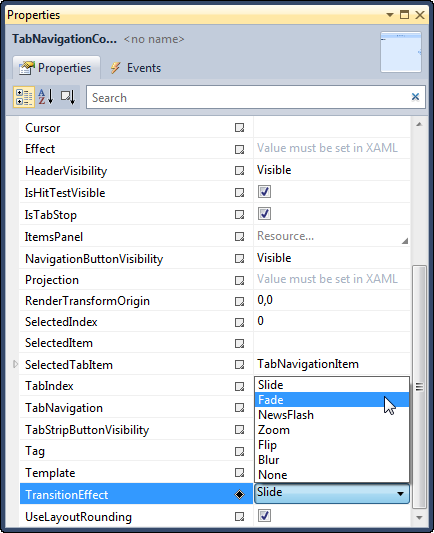 Properties
TabNavigationCo... <no name>
Properties Events
Search
Cursor
Effect Value must be set in XAML
HeaderVisibility Visible
IsHitTestVisible
IsTabStop
ItemsPanel Resource...
NavigationButtonVisibility Visible
Projection Value must be set in XAML
RenderTransformOrigin 0,0
SelectedIndex 0
SelectedItem
SelectedTabItem TabNavigationItem
TabIndex Slide
Fade
TabNavigation NewsFlash
TabStripButtonVisibility Zoom
Flip
Tag Blur
Template None
TransitionEffect Slide
UseLayoutRounding